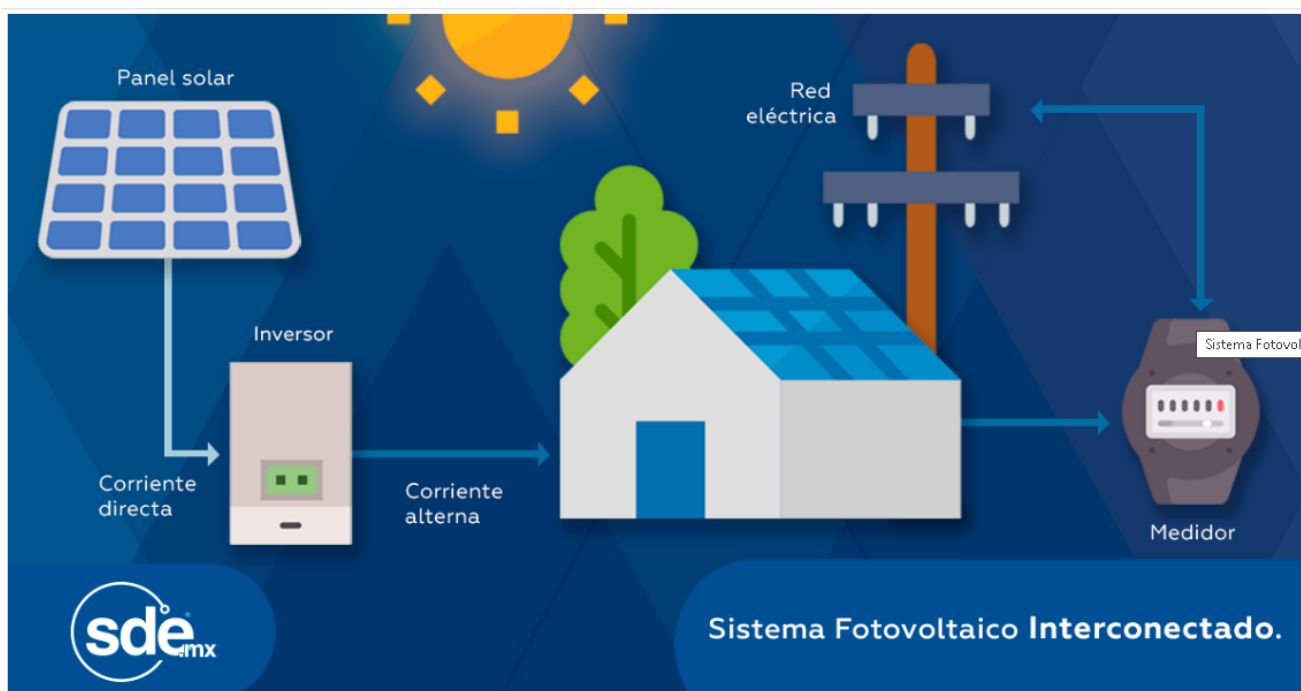 Panel solar
Red
eléctrica
Inversor
Sistema Fotovol
Corriente
directa
Corriente
alterna
Medidor
sde.mx
Sistema Fotovoltaico Interconectado.